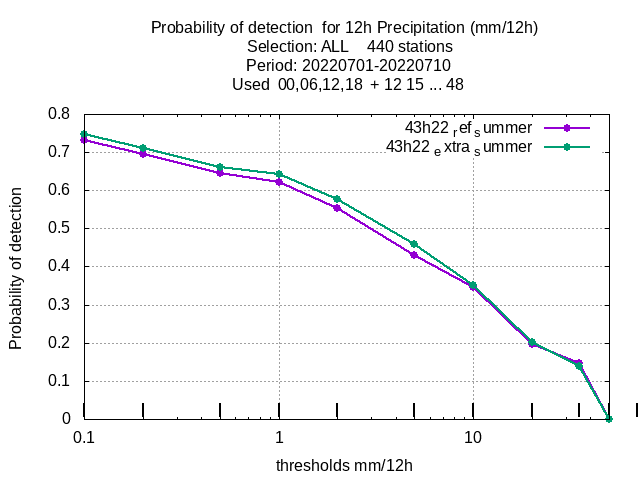 Probability of detection  for 12h Precipitation (mm/12h)
Selection: ALL    440 stations
Period: 20220701-20220710
Used  00,06,12,18  + 12 15 ... 48
43h22 ref summer
43h22 extra summer
Probability of detection
0.8
0.7
0.6
0.5
0.4
0.3
0.2
0.1
0
0.1 1 10
thresholds mm/12h